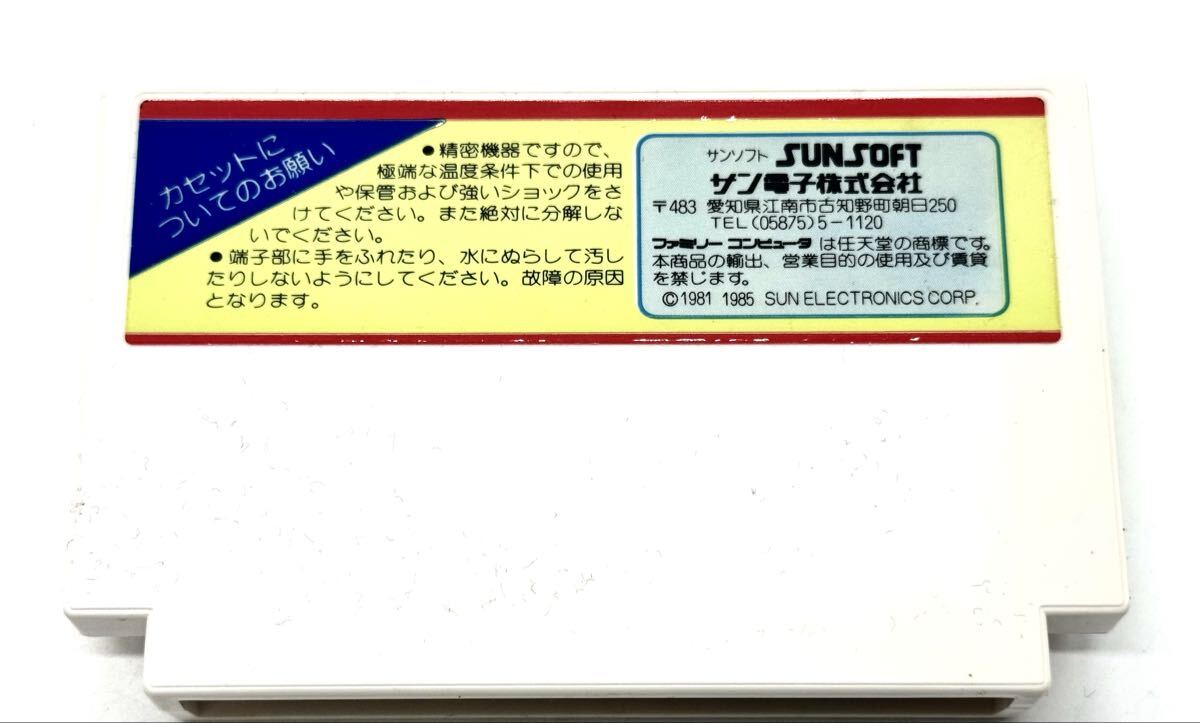 カセットに
ついてのお願い
●精密機器ですので、
極端な温度条件下での使用
や保管および強いショックをさ
けてください。また絶対に分解しな
いでください。
●端子部に手をふれたり、水にぬらして汚し
たりしないようにしてください。故障の原因
となります。
サンソフト SUNSOFT
サン電子株式会社
〒483 愛知県江南市古知野町朝日250
TEL(05875)5-1120
ファミリー コンピュータ は任天堂の商標です。
本商品の輸出、営業目的の使用及び賃貸
を禁じます。
©1981 1985 SUN ELECTRONICS CORP.